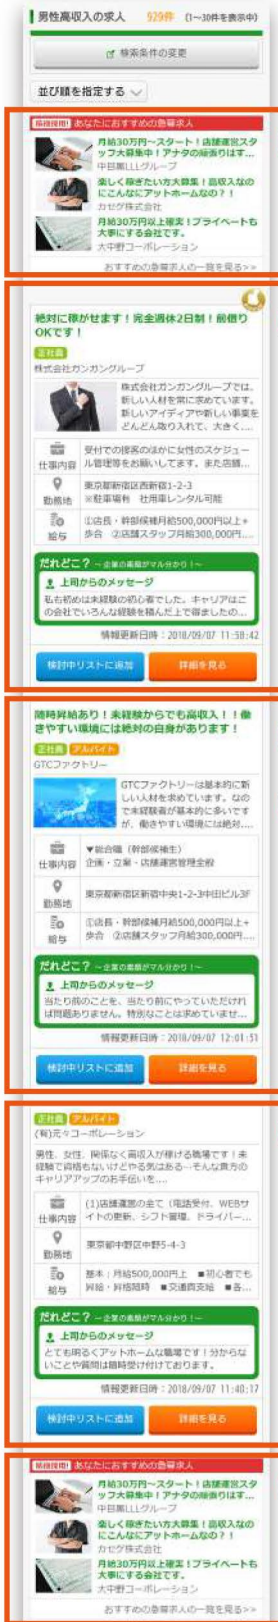 男性高収入の求人 929件 (1〜30件を表示中)
検索条件の変更
並び順を指定する
積極採用! あなたにおすすめの急募求人
月給30万円〜スタート！店舗運営スタ
ッフ大募集中！アナタの頑張りはす...
中目黒LLLグループ
楽しく稼ぎたい方大募集！高収入なの
にこんなにアットホームなの？！
カセグ株式会社
月給30万円以上確実！プライベートも
大事にする会社です。
大中野コーポレーション
おすすめの急募求人の一覧を見る>>
絶対に稼がせます！完全週休2日制！前借り
OKです！
正社員
株式会社ガンガングループ
株式会社ガンガングループでは、
新しい人材を常に求めています。
新しいアイディアや新しい事業を
どんどん取り入れて、大きく....
仕事内容
受付での接客のほかに女性のスケジュー
ル管理等をお願いしてます。また店舗...
勤務地
東京都新宿区西新宿1-2-3
※駐車場有 社用車レンタル可能
給与
①店長・幹部候補月給500,000円以上+
歩合 ②店舗スタッフ月給300,000円....
だれどこ？ 〜企業の素顔がマル分かり！〜
上司からのメッセージ
私も初めは未経験の初心者でした。キャリアはこ
の会社でいろんな経験を積んだ上で得ましたの...
情報更新日時：2018/09/07 11:58:42
検討中リストに追加
詳細を見る
随時昇給あり！未経験からでも高収入！！働
きやすい環境には絶対の自身があります！
正社員 アルバイト
GTCファクトリー
GTCファクトリーは基本的に新
しい人材を求めています。なの
で未経験者が基本的に多いです
が、働きやすい環境には絶対....
仕事内容
▼総合職（幹部候補生）
企画・立案・店舗運営管理全般
勤務地
東京都新宿区新宿中央1-2-3中田ビル3F
給与
①店長・幹部候補月給500,000円以上+
歩合 ②店舗スタッフ月給300,000円....
だれどこ？ 〜企業の素顔がマル分かり！〜
上司からのメッセージ
当たり前のことを、当たり前にやっていただけれ
ば問題ありません。特別なことは求めていませ...
情報更新日時：2018/09/07 12:01:51
検討中リストに追加
詳細を見る
正社員 アルバイト
(有)元々コーポレーション
男性、女性、関係なく高収入が稼げる職場です！未
経験で資格もないけどやる気はある…そんな貴方の
キャリアアップのお手伝いを....
仕事内容
(1)店舗運営の全て（電話受付、WEBサ
イトの更新、シフト管理、ドライバー...
勤務地
東京都中野区中野5-4-3
給与
基本：月給500,000円上 ■初心者でも
昇給・昇格随時 ■交通費支給 ■各...
だれどこ？ 〜企業の素顔がマル分かり！〜
上司からのメッセージ
とても明るくアットホームな職場です！分からな
いことや質問は随時受け付けております。
情報更新日時：2018/09/07 11:40:17
検討中リストに追加
詳細を見る
積極採用! あなたにおすすめの急募求人
月給30万円〜スタート！店舗運営スタ
ッフ大募集中！アナタの頑張りはす...
中目黒LLLグループ
楽しく稼ぎたい方大募集！高収入なの
にこんなにアットホームなの？！
カセグ株式会社
月給30万円以上確実！プライベートも
大事にする会社です。
大中野コーポレーション
おすすめの急募求人の一覧を見る>>